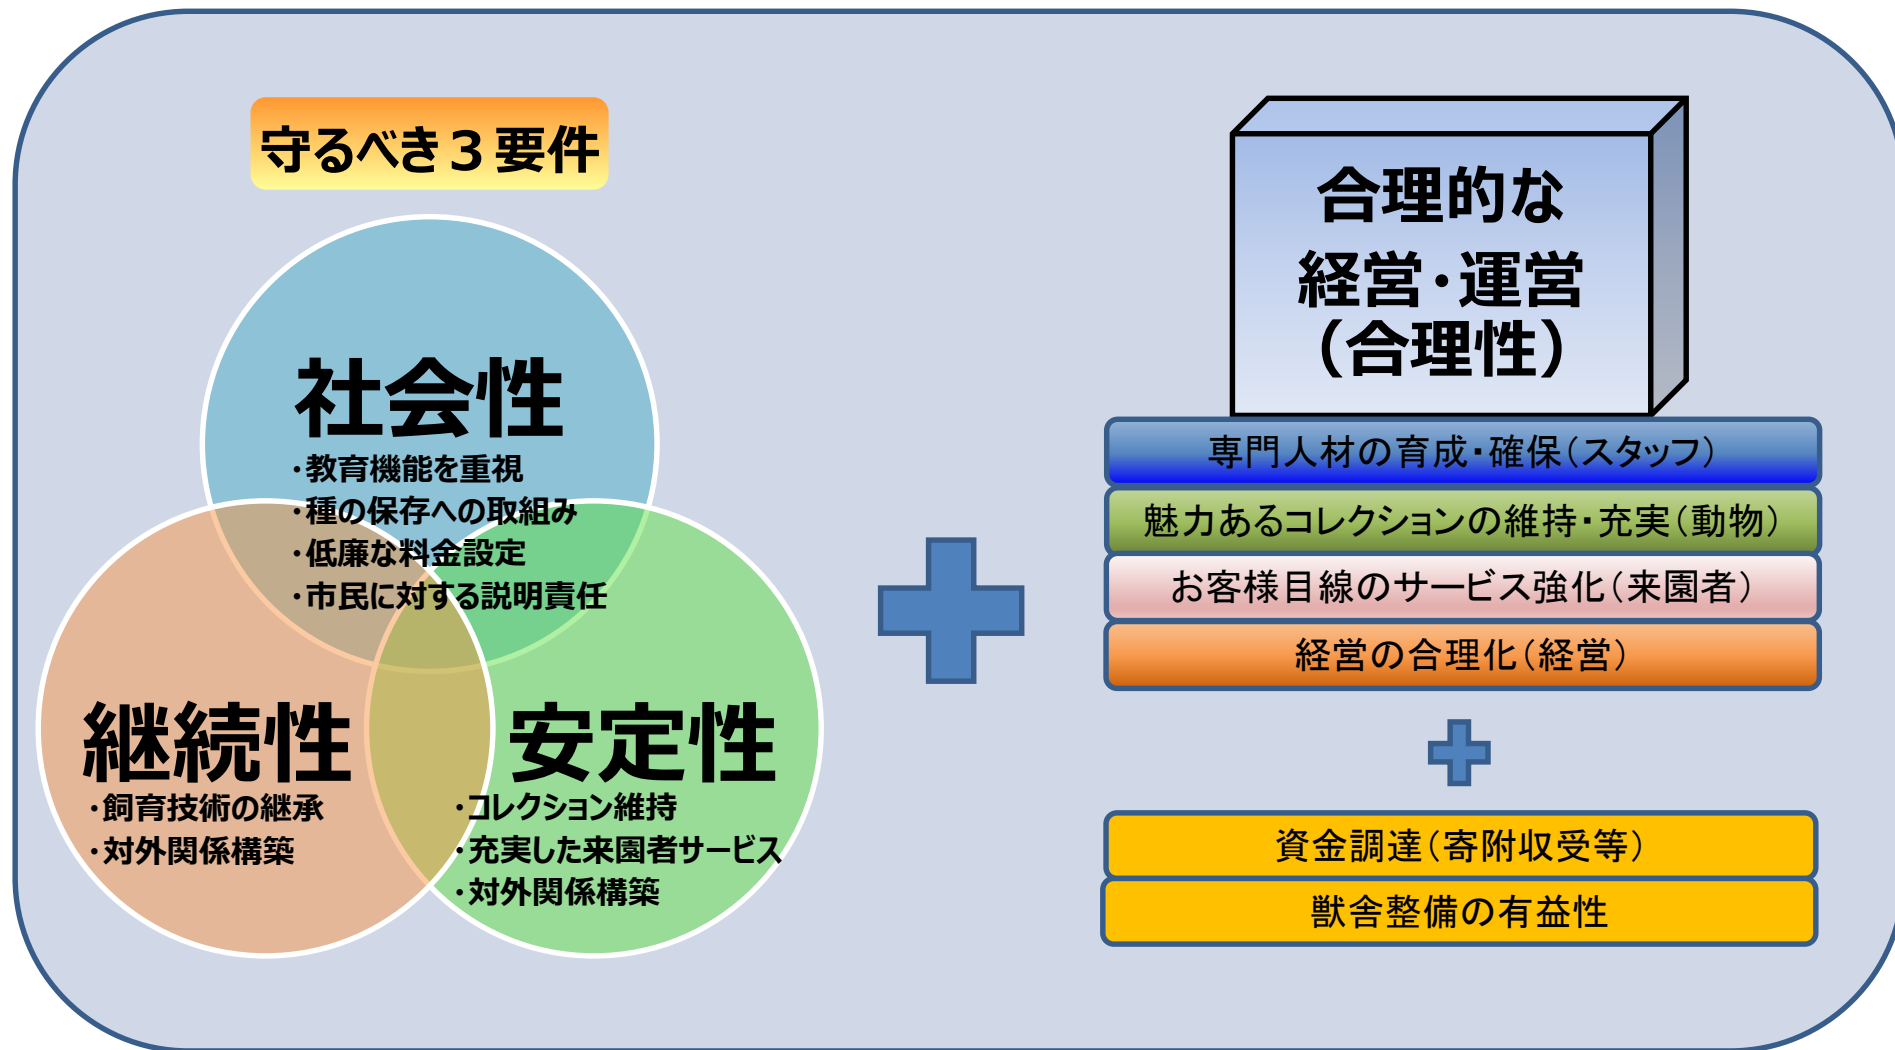 守るべき３要件
社会性
・教育機能を重視
・種の保存への取組み
・低廉な料金設定
・市民に対する説明責任
継続性
・飼育技術の継承
・対外関係構築
安定性
・コレクション維持
・充実した来園者サービス
・対外関係構築
合理的な
経営・運営
（合理性）
専門人材の育成・確保（スタッフ）
魅力あるコレクションの維持・充実（動物）
お客様目線のサービス強化（来園者）
経営の合理化（経営）
資金調達（寄附収受等）
獣舎整備の有益性